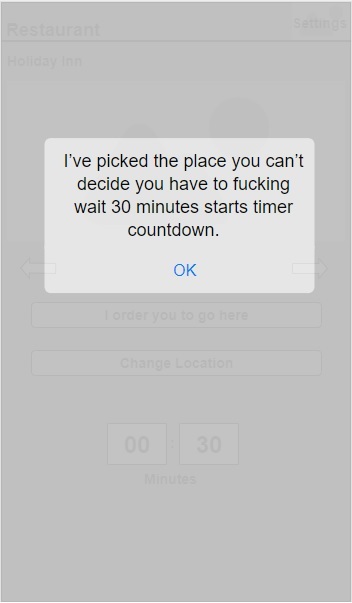 Restaurant
Settings
Holiday Inn
I've picked the place you can't
decide you have to fucking
wait 30 minutes starts timer
countdown.
OK
I order you to go here
Change Location
00 : 30
Minutes